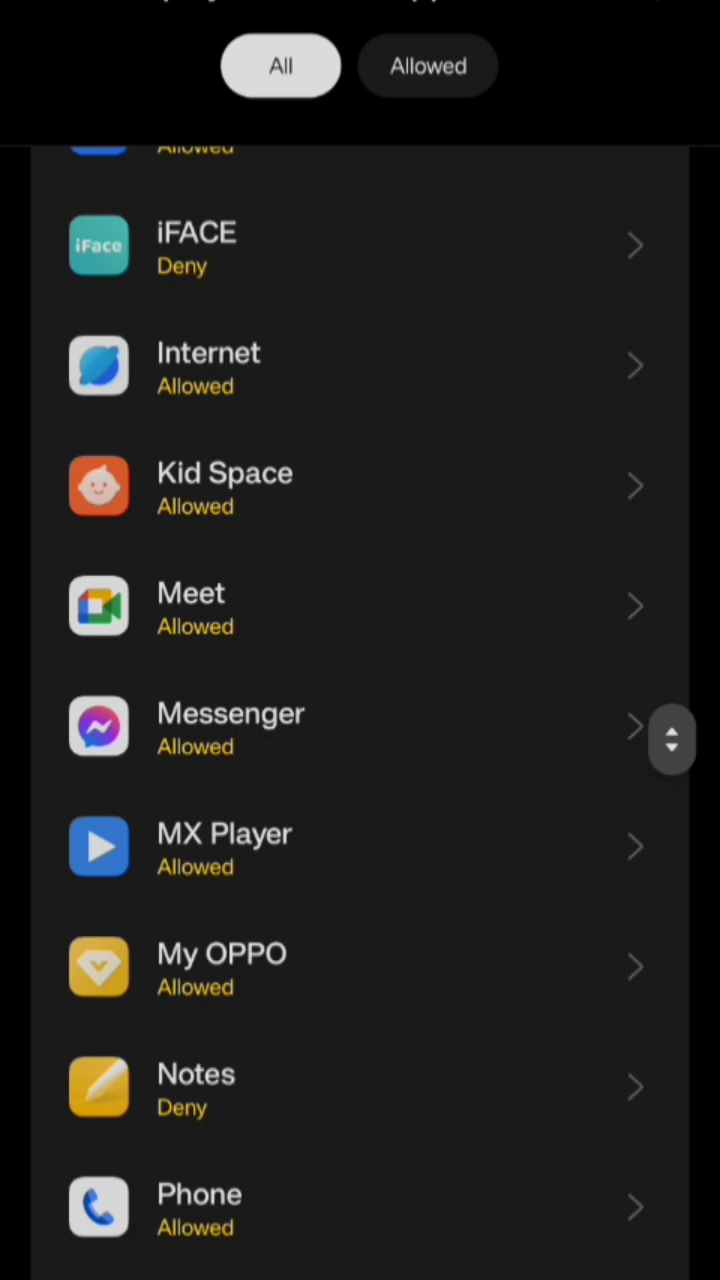 All
Allowed
Allowed
iFace
iFACE
Deny
Internet
Allowed
Kid Space
Allowed
Meet
Allowed
Messenger
Allowed
MX Player
Allowed
My OPPO
Allowed
Notes
Deny
Phone
Allowed